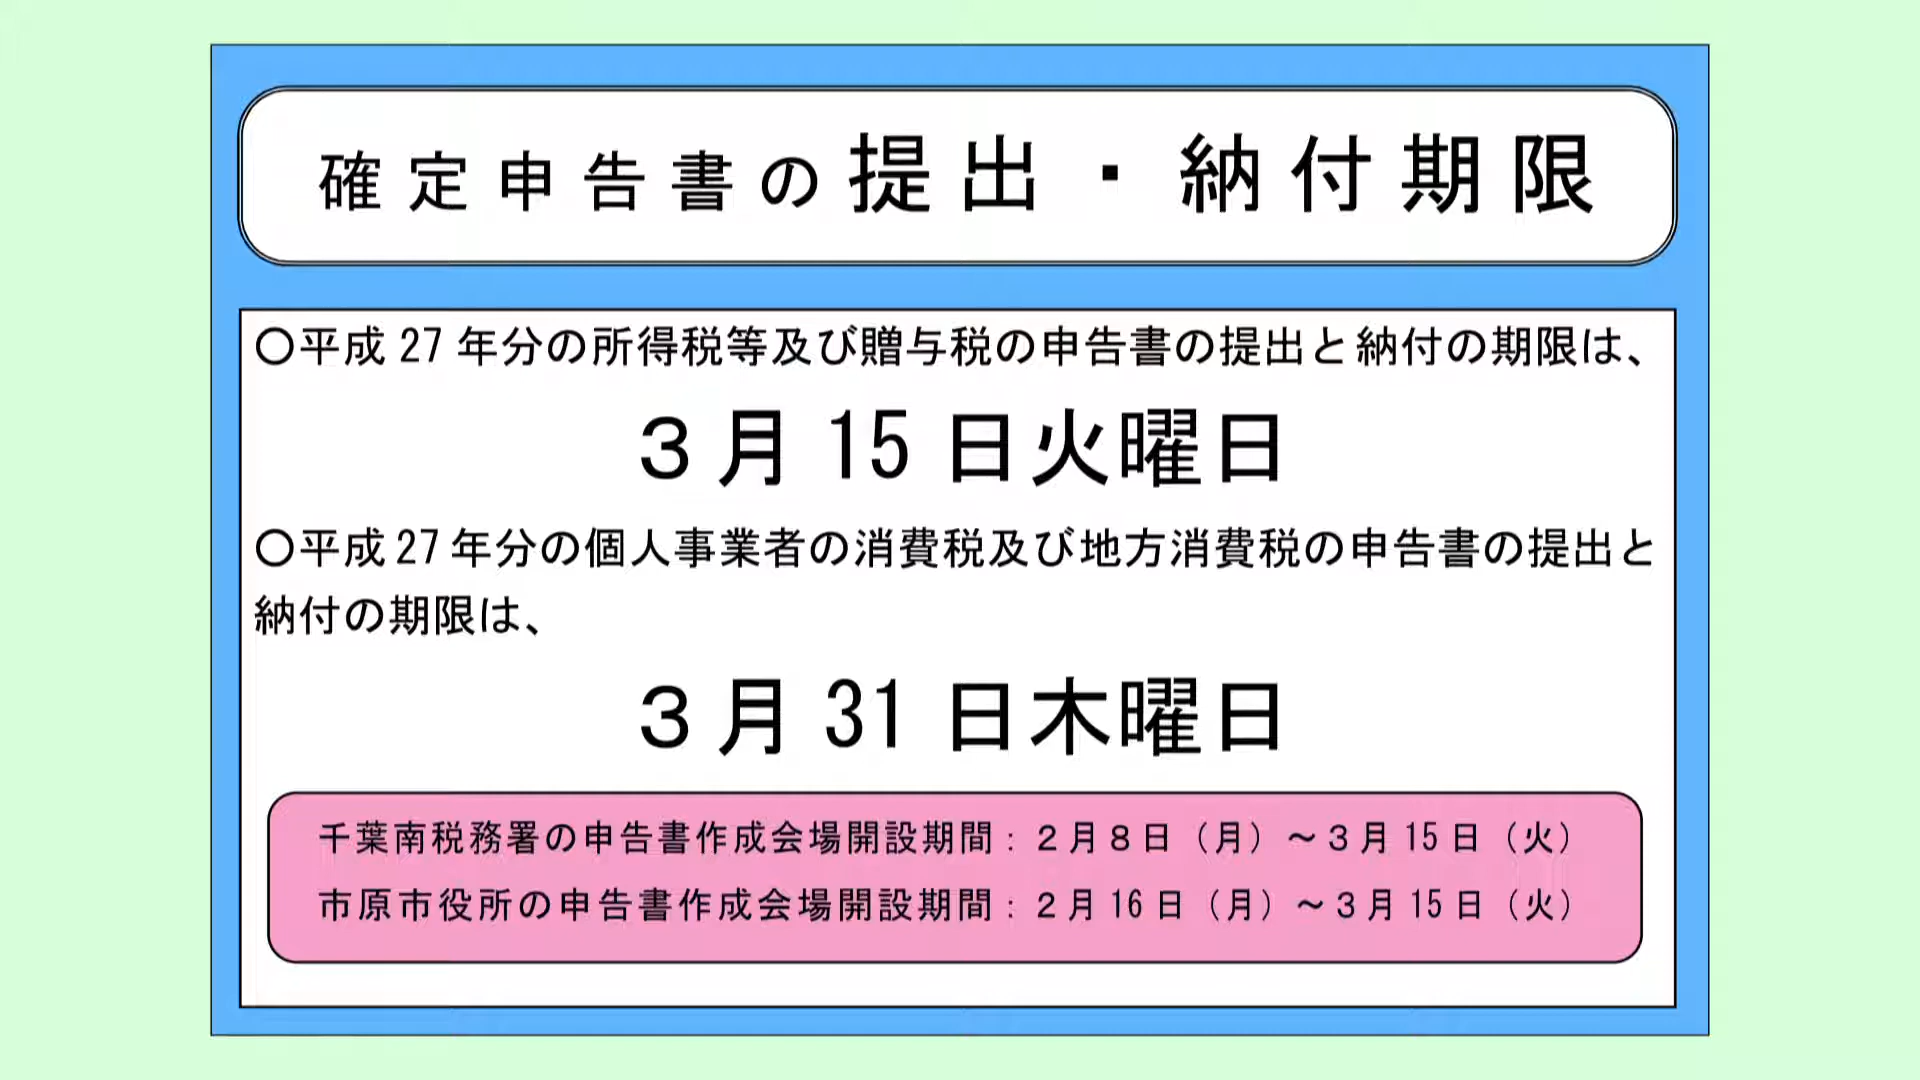 確定申告書の提出・納付期限
〇平成27年分の所得税等及び贈与税の申告書の提出と納付の期限は、
３月15日火曜日
〇平成27年分の個人事業者の消費税及び地方消費税の申告書の提出と
納付の期限は、
３月31日木曜日
千葉南税務署の申告書作成会場開設期間：２月８日（月）～３月15日（火）
市原市役所の申告書作成会場開設期間：２月16日（月）～３月15日（火）